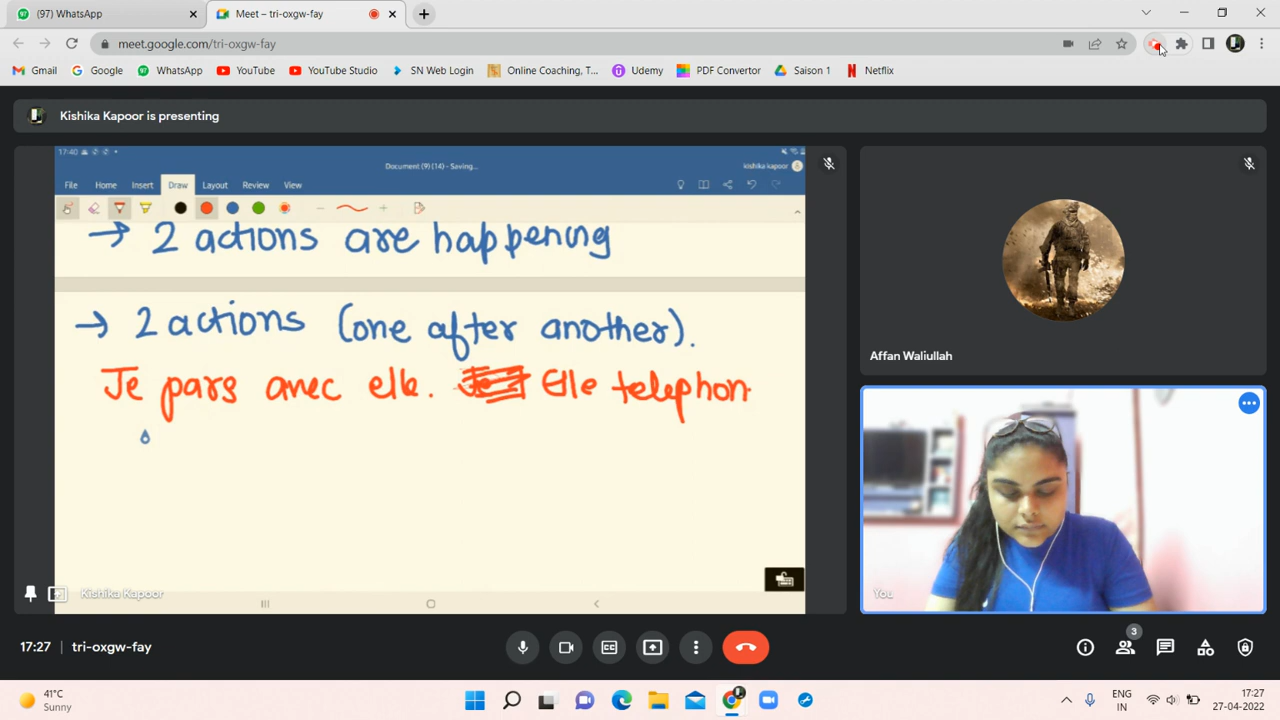 (97) WhatsApp
Meet – tri-oxgw-fay
meet.google.com/tri-oxgw-fay
Gmail
Google
WhatsApp
YouTube
YouTube Studio
SN Web Login
Online Coaching, T...
Udemy
PDF Convertor
Saison 1
Netflix
Kishika Kapoor is presenting
17:40
Document (9) (14) - Saving...
kishika kapoor
File Home Insert Draw Layout Review View
→ 2 actions are happening
→ 2 actions (one after another).
Je pars avec elle. Elle telephon
Kishika Kapoor
Affan Waliullah
You
17:27 tri-oxgw-fay
3
41°C
Sunny
ENG
IN
17:27
27-04-2022